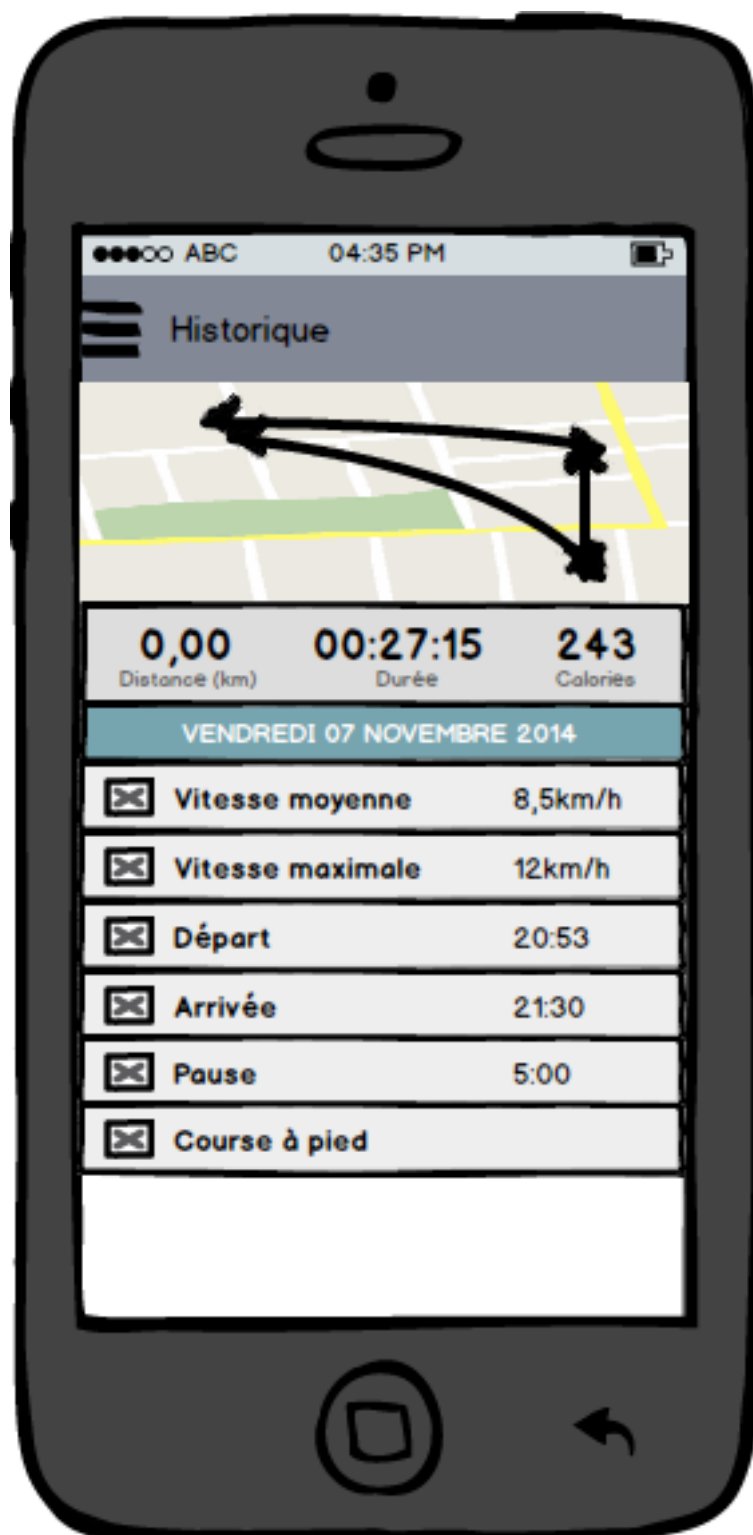 ABC 04:35 PM
Historique
0,00 00:27:15 243
Distance (km) Durée Calories
VENDREDI 07 NOVEMBRE 2014
Vitesse moyenne 8,5km/h
Vitesse maximale 12km/h
Départ 20:53
Arrivée 21:30
Pause 5:00
Course à pied